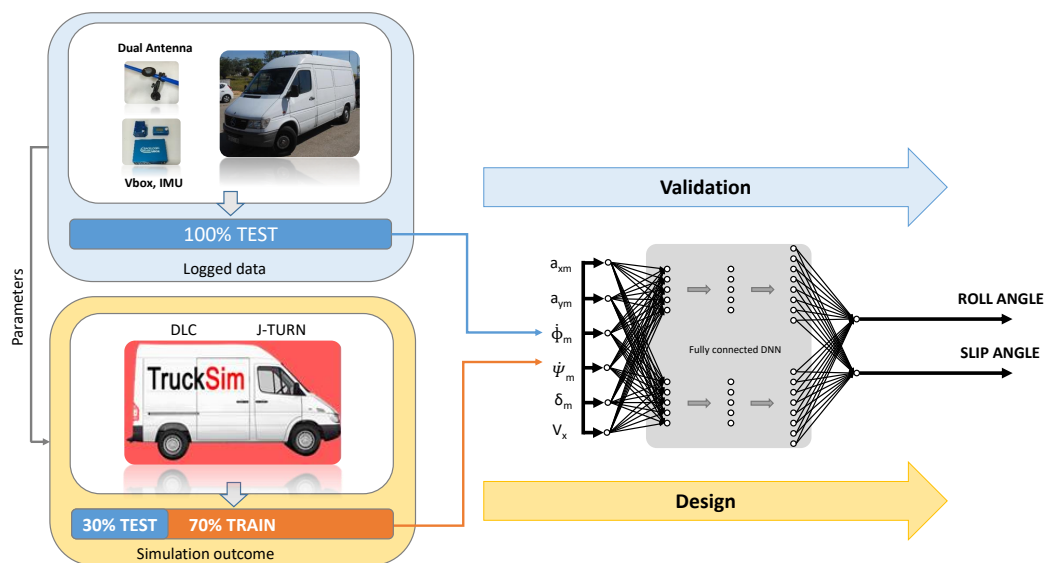 Dual Antenna
Vbox, IMU
100% TEST
Logged data
Parameters
DLC J-TURN
TruckSim
30% TEST 70% TRAIN
Simulation outcome
Validation
a_xm
a_ym
ϕ̇_m
ψ̇_m
δ_m
V_x
Fully connected DNN
ROLL ANGLE
SLIP ANGLE
Design